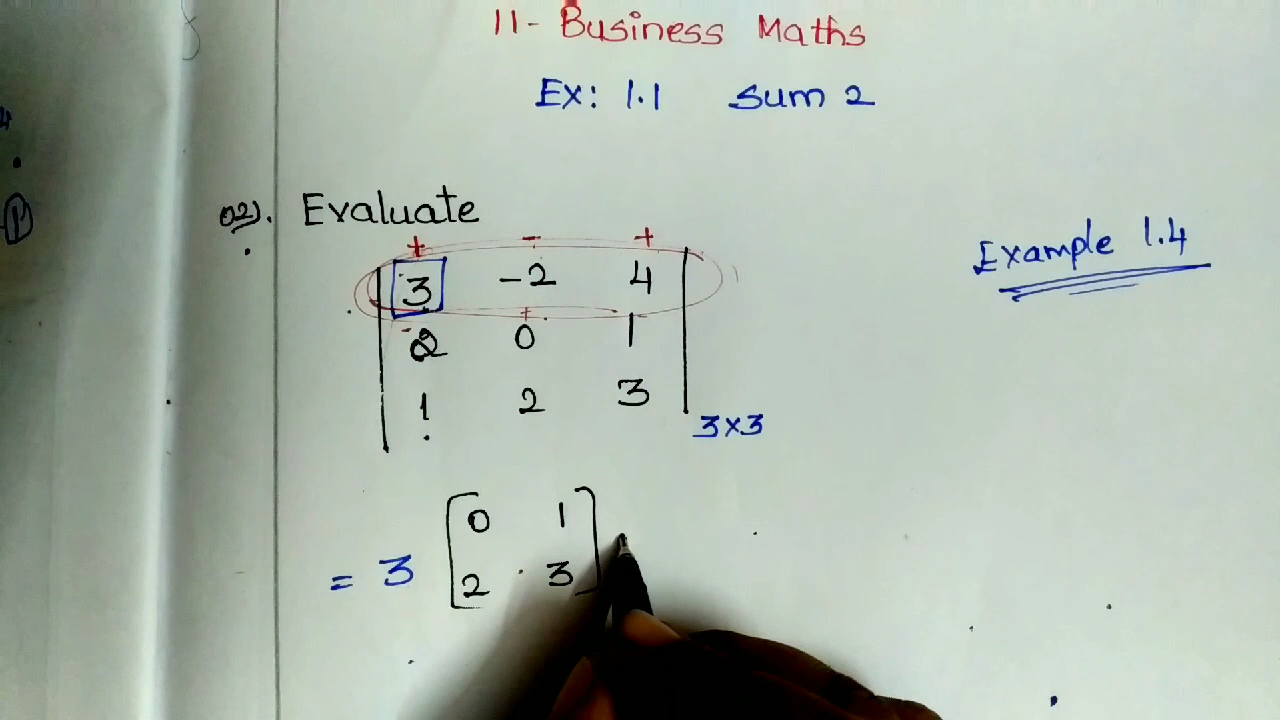 11 - Business Maths
Ex: 1.1 Sum 2
02). Evaluate
Example 1.4
+ - +
3 -2 4
- +
2 0 1
1 2 3
3×3
0 1
= 3
2 3